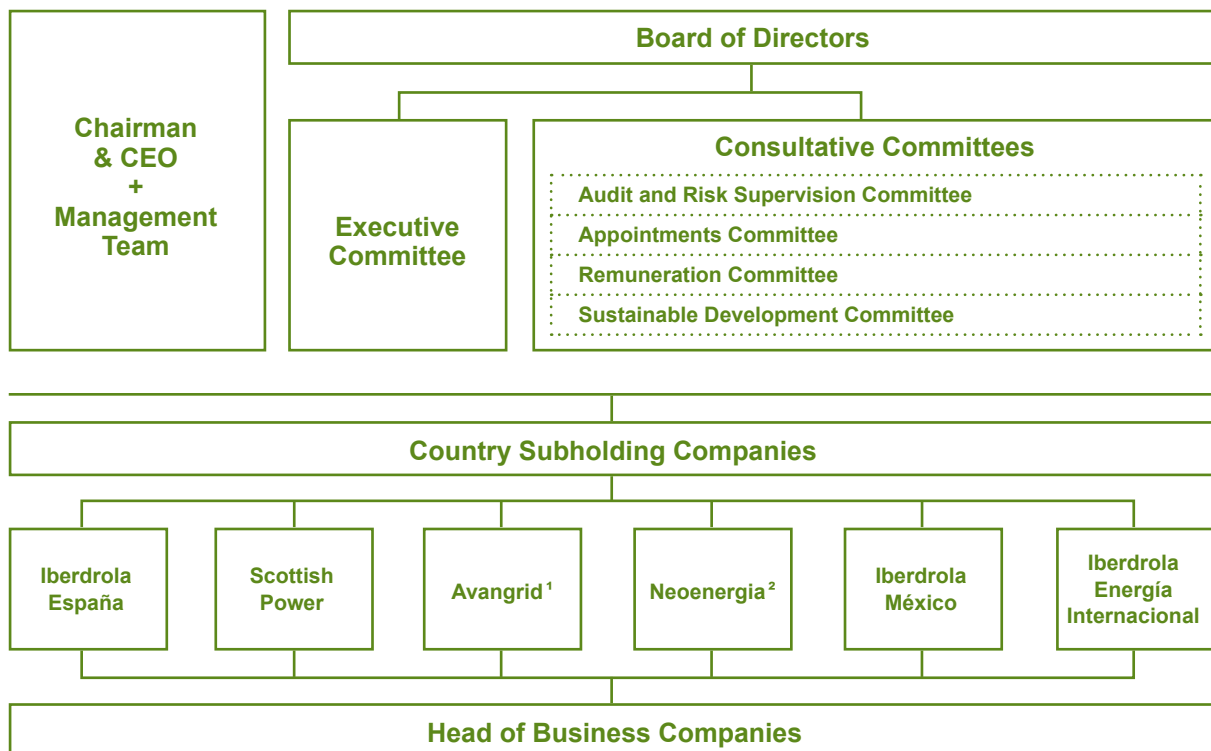 Chairman
& CEO
+
Management
Team
Board of Directors
Executive
Committee
Consultative Committees
Audit and Risk Supervision Committee
Appointments Committee
Remuneration Committee
Sustainable Development Committee
Country Subholding Companies
Iberdrola
España
Scottish
Power
Avangrid ¹
Neoenergia ²
Iberdrola
México
Iberdrola
Energía
Internacional
Head of Business Companies